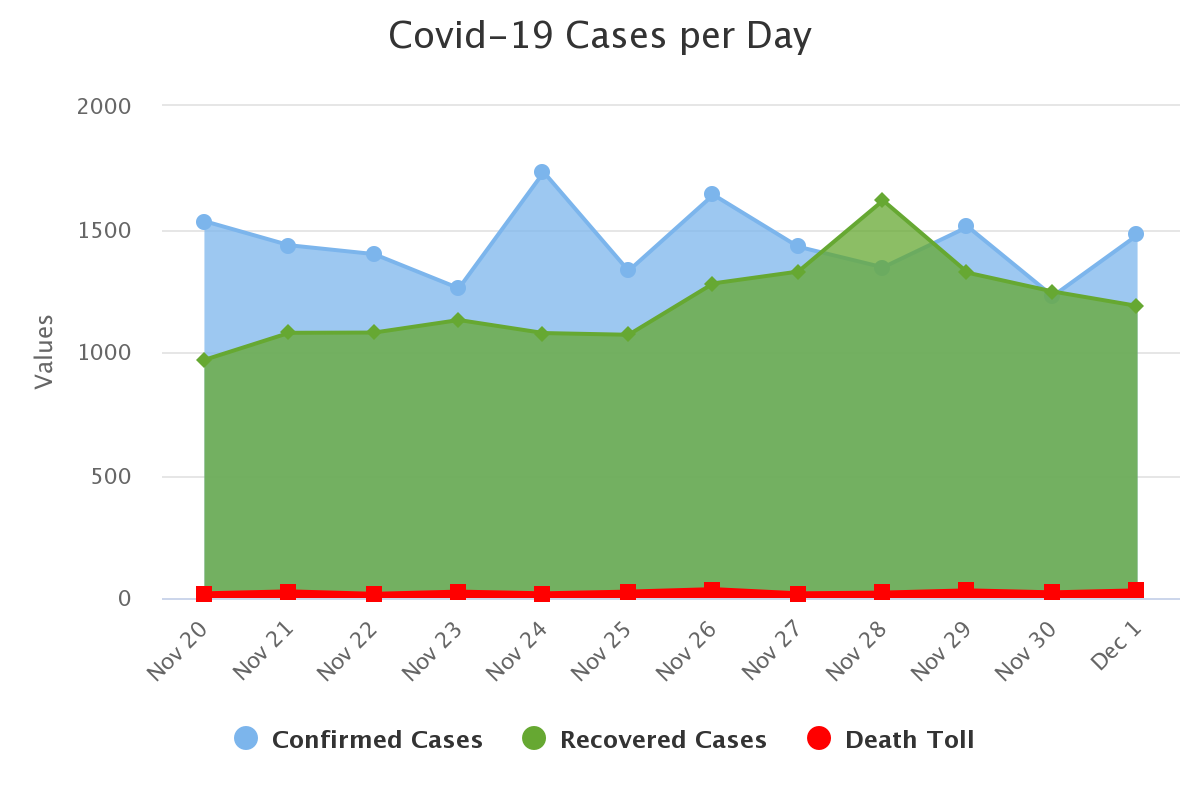 Covid-19 Cases per Day
2000
1500
1000
500
0
Values
Nov 20
Nov 21
Nov 22
Nov 23
Nov 24
Nov 25
Nov 26
Nov 27
Nov 28
Nov 29
Nov 30
Dec 1
Confirmed Cases Recovered Cases Death Toll